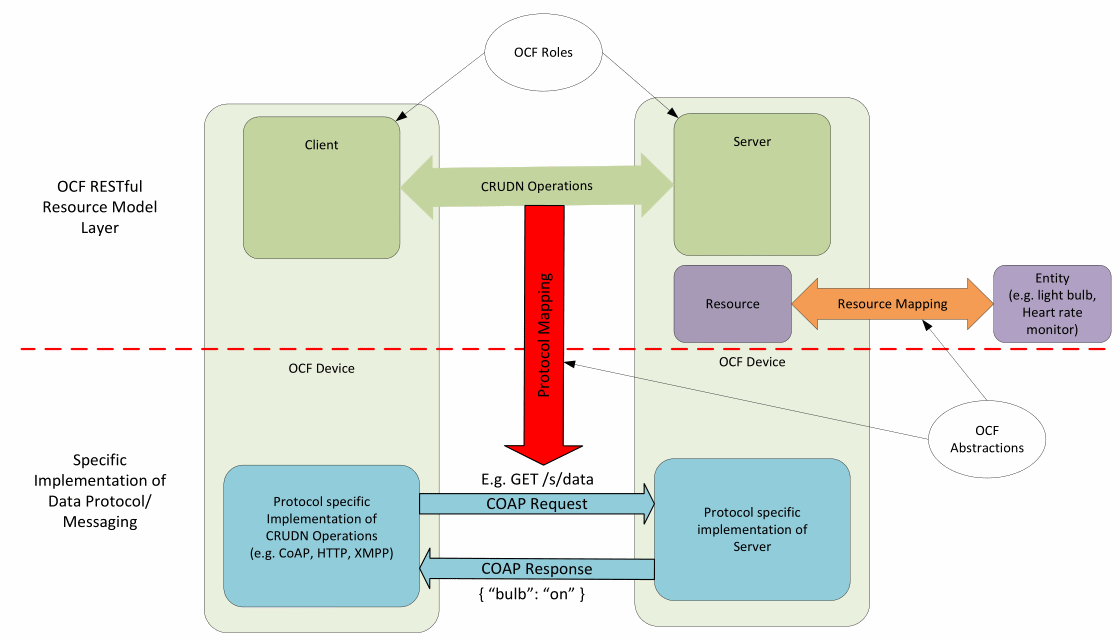 OCF Roles
Client
Server
CRUDN Operations
OCF RESTful
Resource Model
Layer
Protocol Mapping
Resource
Resource Mapping
Entity
(e.g. light bulb,
Heart rate
monitor)
OCF Device
OCF Device
OCF
Abstractions
Specific
Implementation of
Data Protocol/
Messaging
E.g. GET /s/data
COAP Request
Protocol specific
Implementation of
CRUDN Operations
(e.g. CoAP, HTTP, XMPP)
Protocol specific
implementation of
Server
COAP Response
{ “bulb”: “on” }